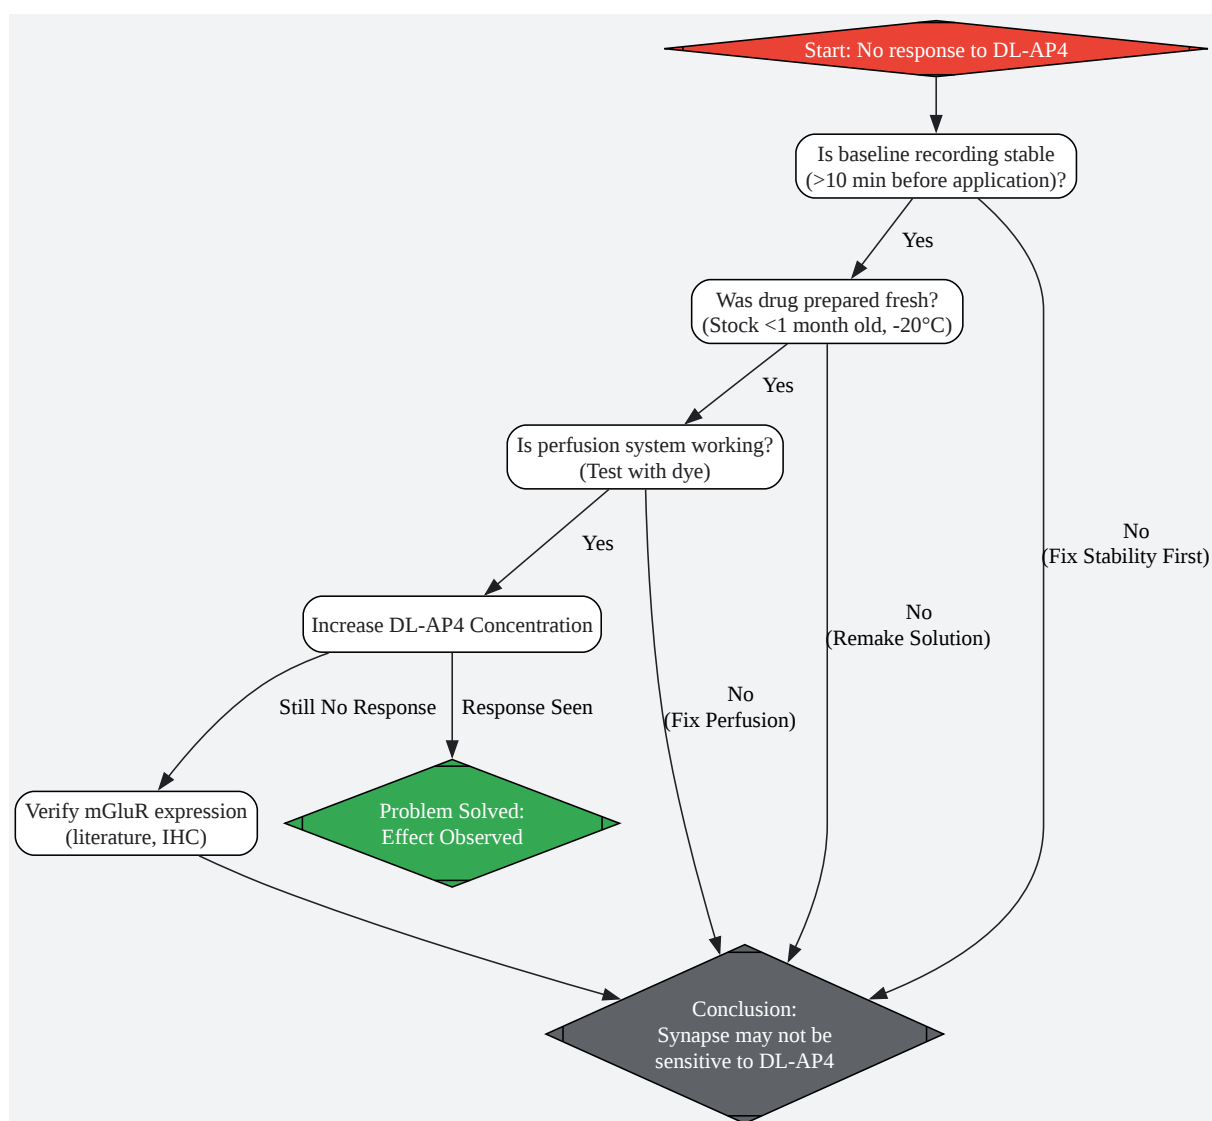 Start: No response to DL-AP4
Is baseline recording stable
(>10 min before application)?
Yes
Was drug prepared fresh?
(Stock <1 month old, -20°C)
Yes
Is perfusion system working?
(Test with dye)
Yes
No
(Fix Stability First)
Increase DL-AP4 Concentration
No
(Remake Solution)
Still No Response
Response Seen
No
(Fix Perfusion)
Verify mGluR expression
(literature, IHC)
Problem Solved:
Effect Observed
Conclusion:
Synapse may not be
sensitive to DL-AP4